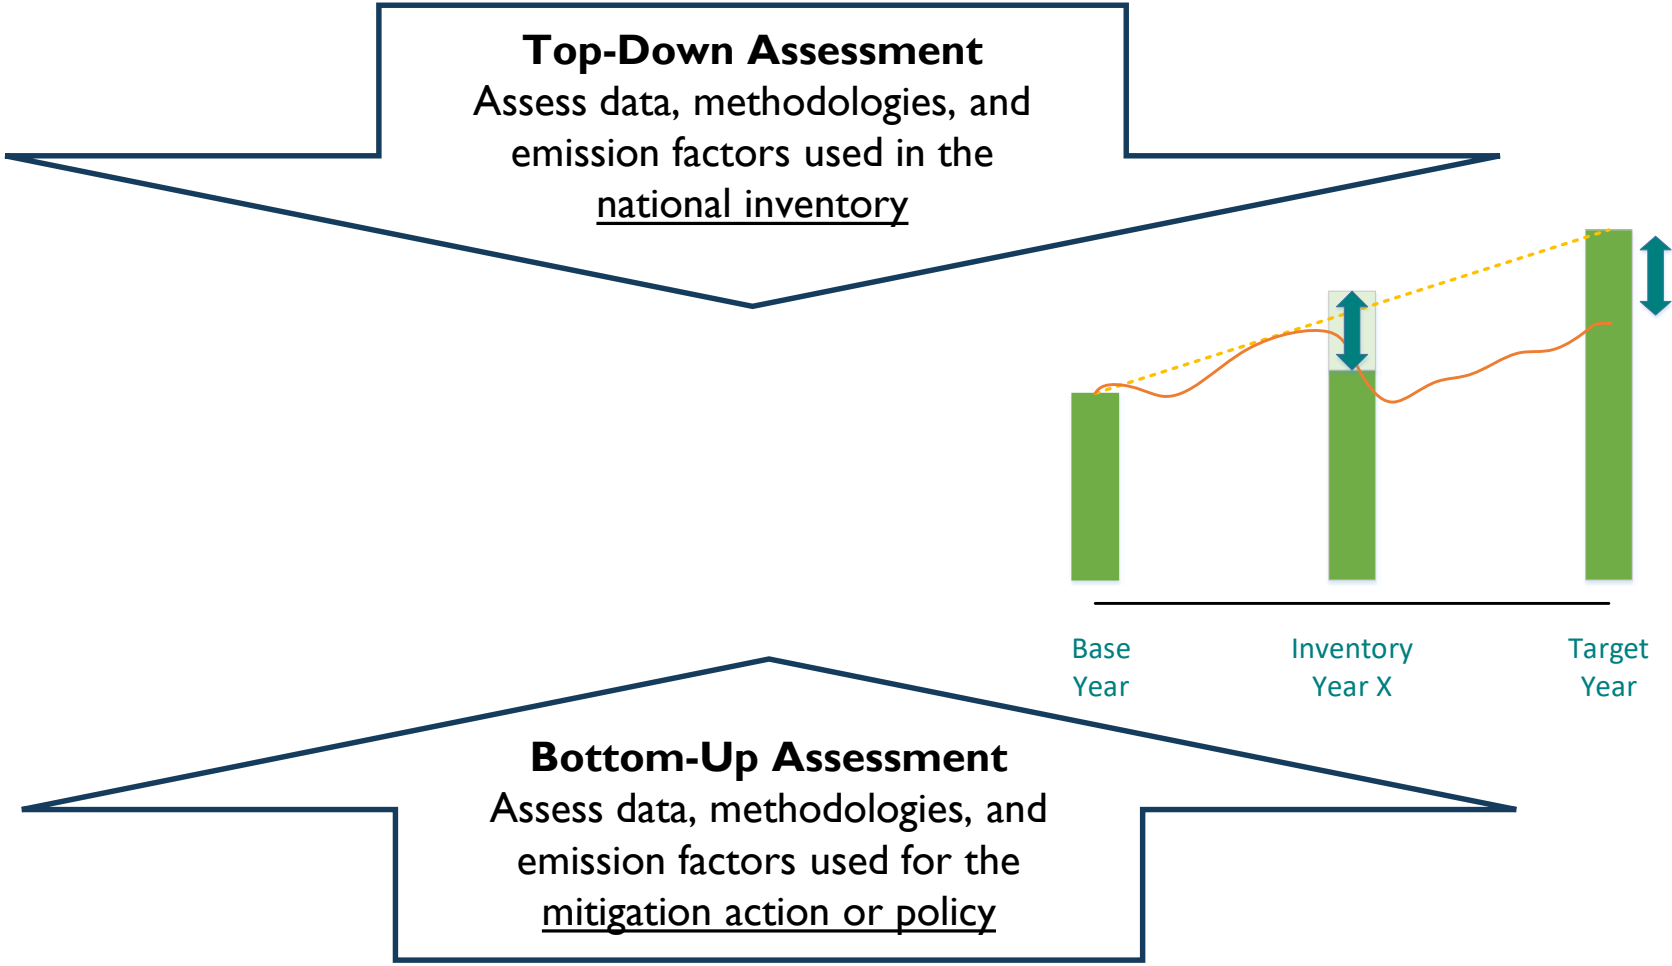 Top-Down Assessment
Assess data, methodologies, and
emission factors used in the
national inventory
Base
Year
Inventory
Year X
Target
Year
Bottom-Up Assessment
Assess data, methodologies, and
emission factors used for the
mitigation action or policy